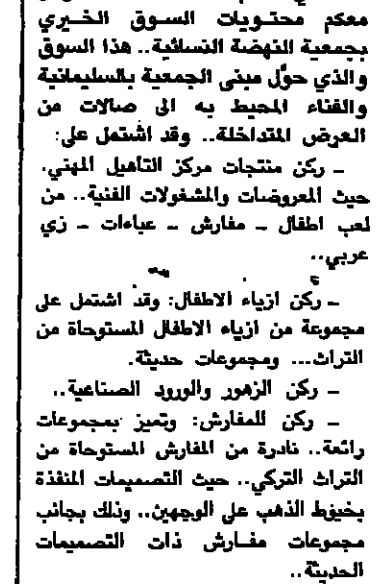 معكم محتويات السوق الخيري
بجمعية النهضة النسائية.. هذا السوق
والذي حوّل مبنى الجمعية بالسليمانية
والفناء المحيط به الى صالات من
العرض المتداخلة.. وقد اشتمل على:
ـ ركن منتجات مركز التاهيل المهني.
حيث المعروضات والمشغولات الفنية.. من
لعب اطفال ـ مفارش ـ عباءات ـ زي
عربي..
ـ ركن ازياء الاطفال: وقد اشتمل على
مجموعة من ازياء الاطفال المستوحاة من
التراث... ومجموعات حديثة.
ـ ركن الزهور والورود الصناعية..
ـ ركن للمفارش: وتميز بمجموعات
رائعة.. نادرة من المفارش المستوحاة من
التراث التركي.. حيث التصميمات المنفذة
بخيوط الذهب على الوجهين.. وذلك بجانب
مجموعات مفارش ذات التصميمات
الحديثة..